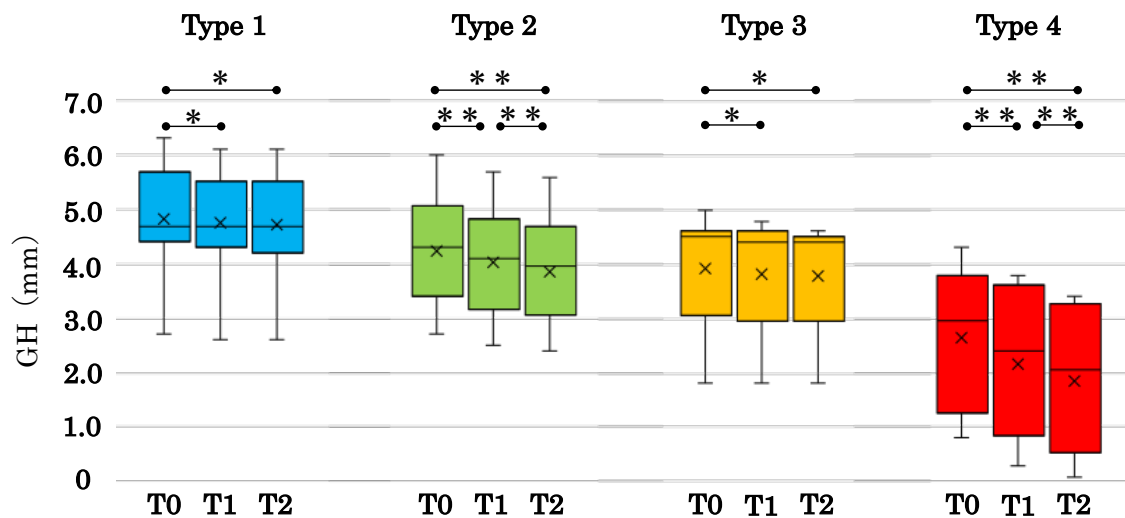 Type 1 Type 2 Type 3 Type 4
* ** * **
7.0
* ** ** * ** **
6.0
5.0
4.0
3.0
2.0
1.0
0
GH (mm)
T0 T1 T2 T0 T1 T2 T0 T1 T2 T0 T1 T2